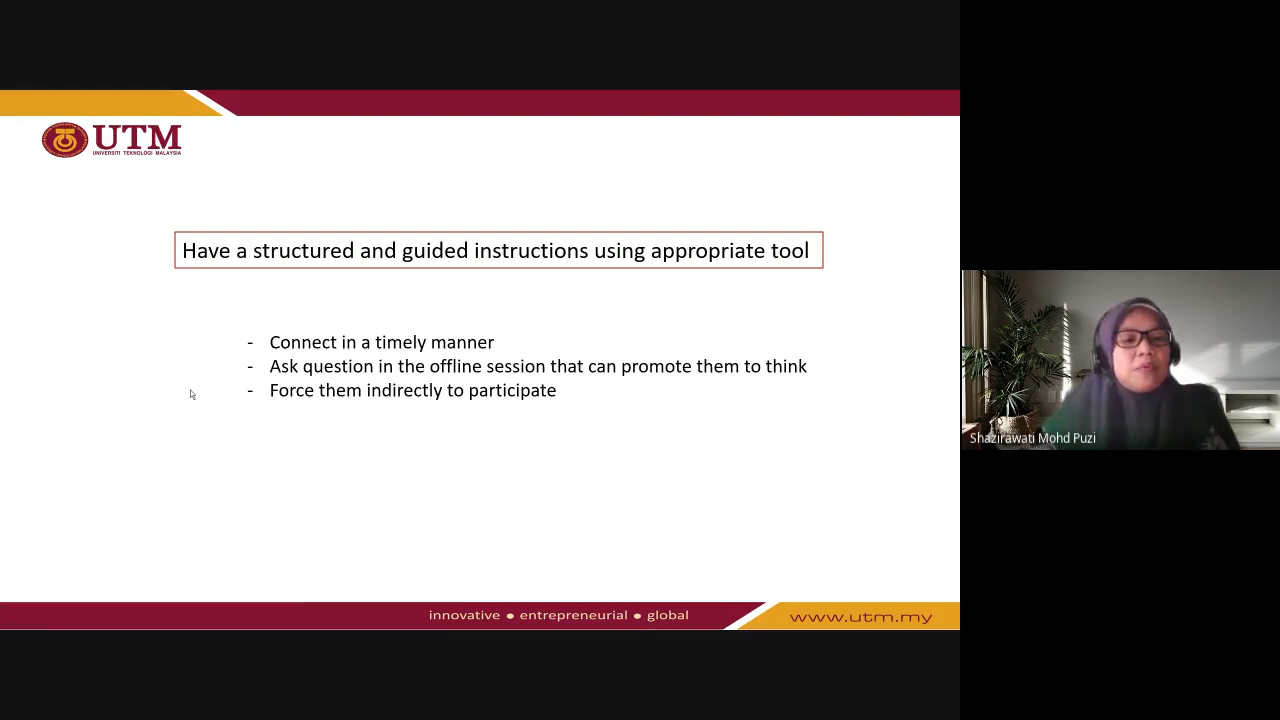 UTM
UNIVERSITI TEKNOLOGI MALAYSIA
Have a structured and guided instructions using appropriate tool
- Connect in a timely manner
- Ask question in the offline session that can promote them to think
- Force them indirectly to participate
Shazirawati Mohd Puzi
innovative ● entrepreneurial ● global
www.utm.my